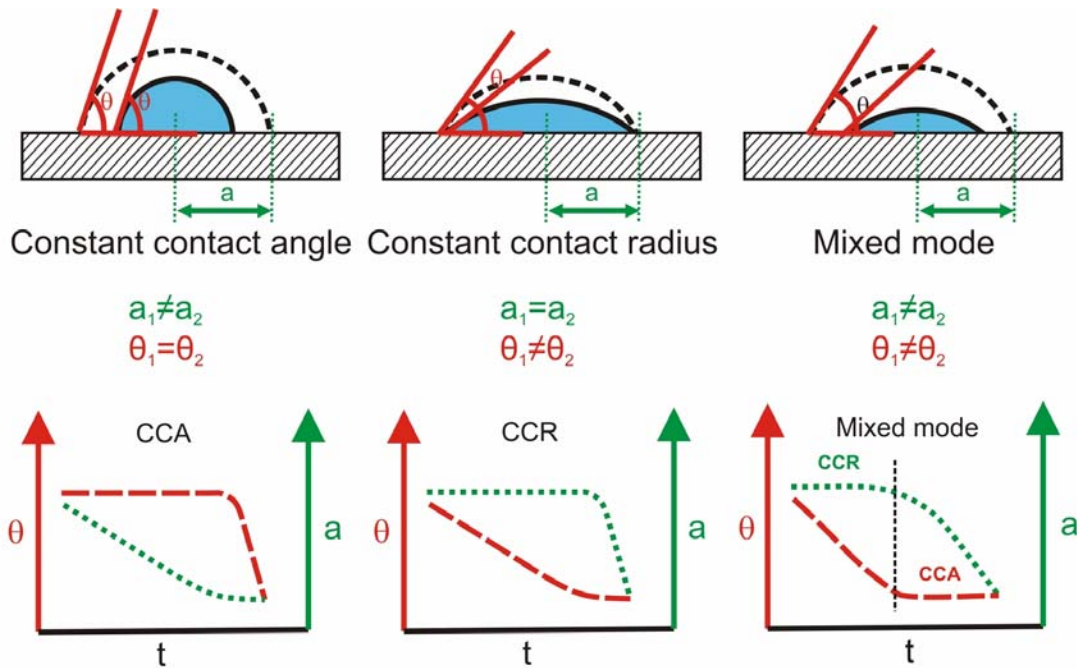 θ θ θ θ
a a a
Constant contact angle Constant contact radius Mixed mode
a₁≠a₂ a₁=a₂ a₁≠a₂
θ₁=θ₂ θ₁≠θ₂ θ₁≠θ₂
CCA CCR Mixed mode
CCR
θ a θ a θ a
CCA
t t t